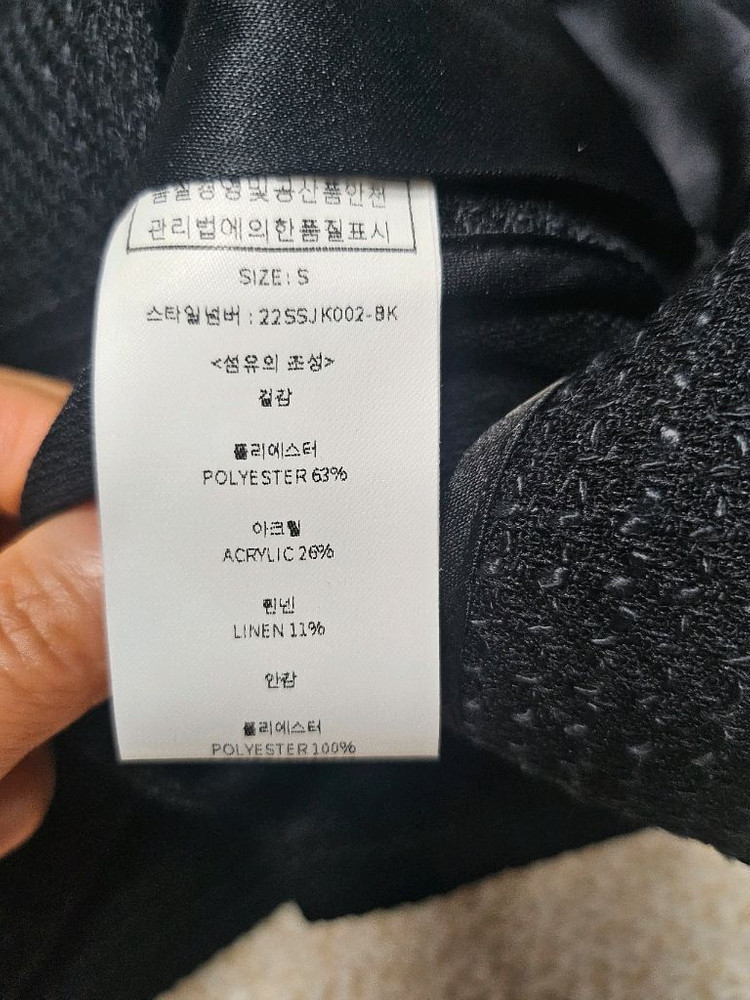 품질경영및공산품안전
관리법에의한품질표시
SIZE: S
스타일넘버 : 22SSJK002-BK
<섬유의 조성>
겉감
폴리에스터
POLYESTER 63%
아크릴
ACRYLIC 26%
린넨
LINEN 11%
안감
폴리에스터
POLYESTER 100%